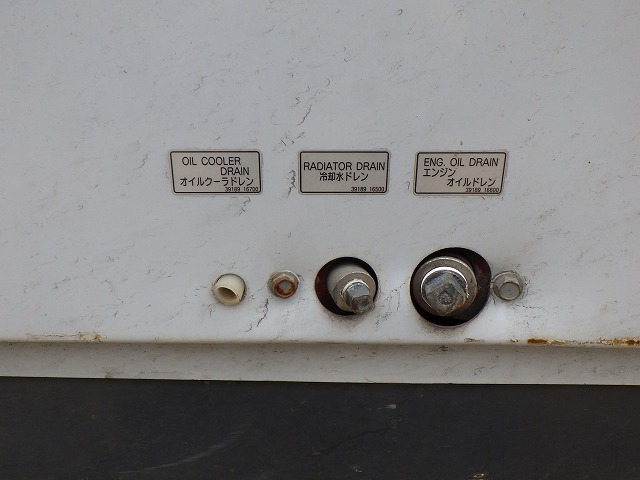 OIL COOLER
DRAIN
オイルクーラドレン
39189 16700
RADIATOR DRAIN
冷却水ドレン
39189 16500
ENG. OIL DRAIN
エンジン
オイルドレン
39189 16600